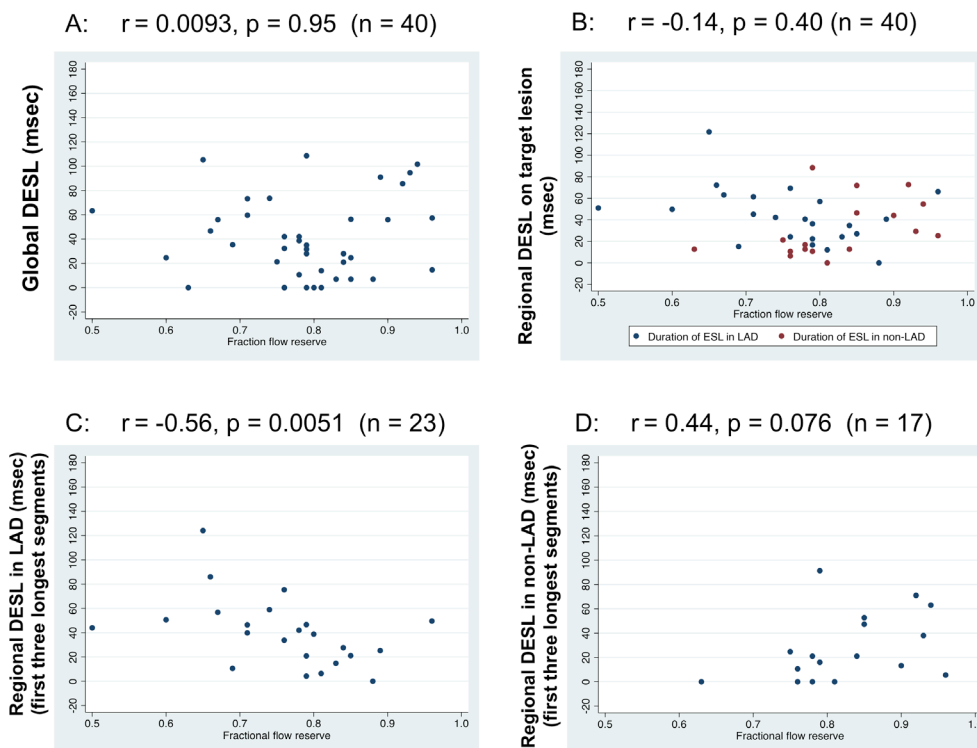 A: r = 0.0093, p = 0.95 (n = 40)
Global DESL (msec)
180
160
140
120
100
80
60
40
20
0
-20
0.5 0.6 0.7 0.8 0.9 1.0
Fraction flow reserve
B: r = -0.14, p = 0.40 (n = 40)
Regional DESL on target lesion
(msec)
180
160
140
120
100
80
60
40
20
0
-20
0.5 0.6 0.7 0.8 0.9 1.0
Fraction flow reserve
Duration of ESL in LAD Duration of ESL in non-LAD
C: r = -0.56, p = 0.0051 (n = 23)
Regional DESL in LAD (msec)
(first three longest segments)
180
160
140
120
100
80
60
40
20
0
-20
0.5 0.6 0.7 0.8 0.9 1.0
Fractional flow reserve
D: r = 0.44, p = 0.076 (n = 17)
Regional DESL in non-LAD (msec)
(first three longest segments)
180
160
140
120
100
80
60
40
20
0
-20
0.5 0.6 0.7 0.8 0.9
Fractional flow reserve